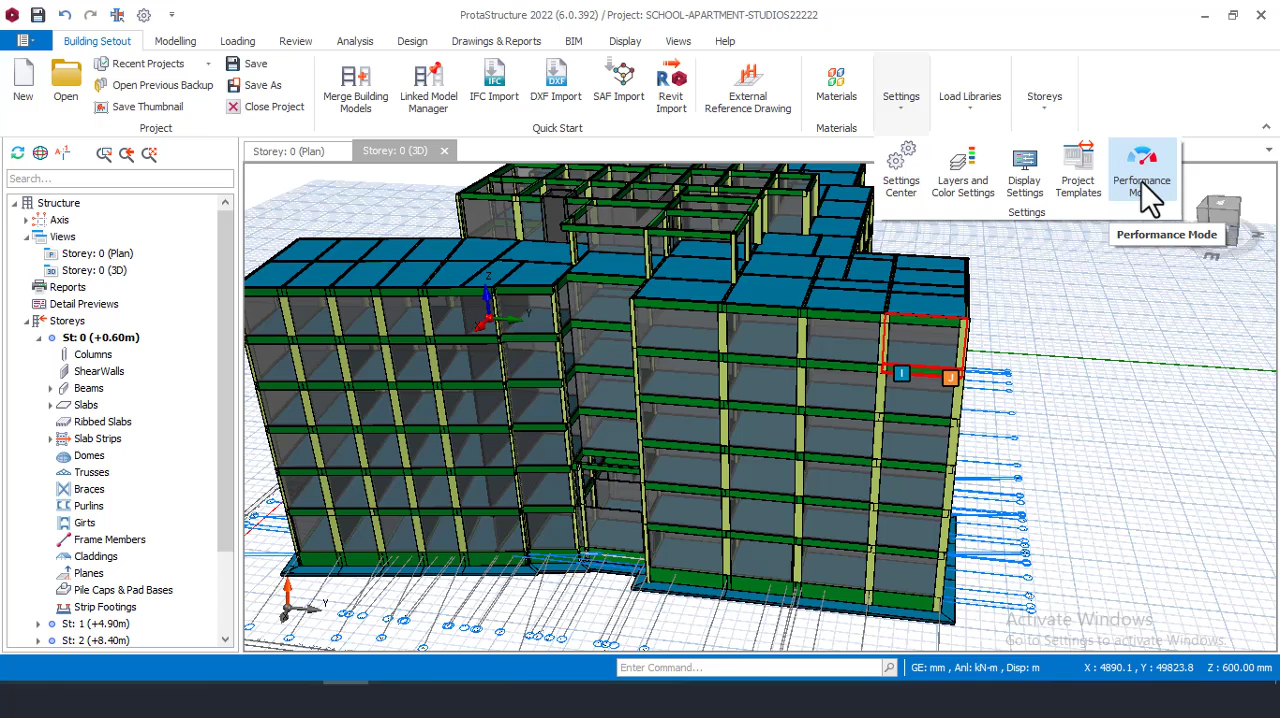 ProtaStructure 2022 (6.0.392) / Project: SCHOOL-APARTMENT-STUDIOS22222
Building Setout
Modelling
Loading
Review
Analysis
Design
Drawings & Reports
BIM
Display
Views
Help
New
Open
Recent Projects
Open Previous Backup
Save Thumbnail
Save
Save As
Close Project
Project
Merge Building
Models
Linked Model
Manager
IFC Import
DXF Import
SAF Import
Revit
Import
External
Reference Drawing
Quick Start
Materials
Materials
Settings
Load Libraries
Storeys
Settings
Center
Layers and
Color Settings
Display
Settings
Project
Templates
Performance
Settings
Performance Mode
Storey: 0 (Plan)
Storey: 0 (3D)
Search...
Structure
Axis
Views
Storey: 0 (Plan)
Storey: 0 (3D)
Reports
Detail Previews
Storeys
St: 0 (+0.60m)
Columns
ShearWalls
Beams
Slabs
Ribbed Slabs
Slab Strips
Domes
Trusses
Braces
Purlins
Girts
Frame Members
Claddings
Planes
Pile Caps & Pad Bases
Strip Footings
St: 1 (+4.90m)
St: 2 (+8.40m)
Z
I
J
Y
Activate Windows
Go to Settings to activate Windows.
Enter Command...
GE: mm , Anl: kN-m , Disp: m
X : 4890.1 , Y : 49823.8
Z : 600.00 mm